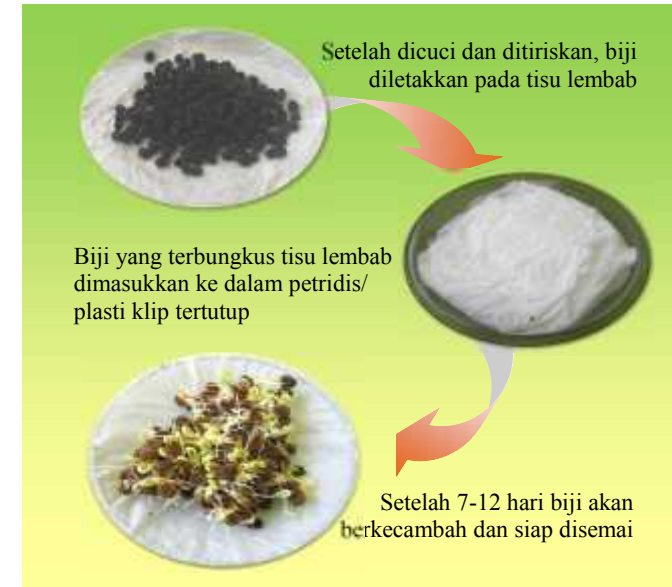 Setelah dicuci dan ditiriskan, biji
diletakkan pada tisu lembab
Biji yang terbungkus tisu lembab
dimasukkan ke dalam petridis/
plasti klip tertutup
Setelah 7-12 hari biji akan
berkecambah dan siap disemai